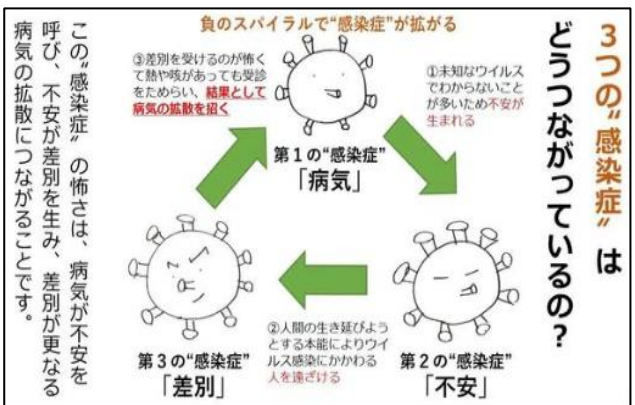 3つの“感染症”は
どうつながっているの?
負のスパイラルで“感染症”が拡がる
①未知なウイルス
でわからないこと
が多いため不安が
生まれる
第1の“感染症”
「病気」
②人間の生き延びよう
とする本能によりウイ
ルス感染にかかわる
人を遠ざける
第2の“感染症”
「不安」
③差別を受けるのが怖く
て熱や咳があっても受診
をためらい、結果として
病気の拡散を招く
第3の“感染症”
「差別」
この“感染症”の怖さは、病気が不安を
呼び、不安が差別を生み、差別が更なる
病気の拡散につながることです。